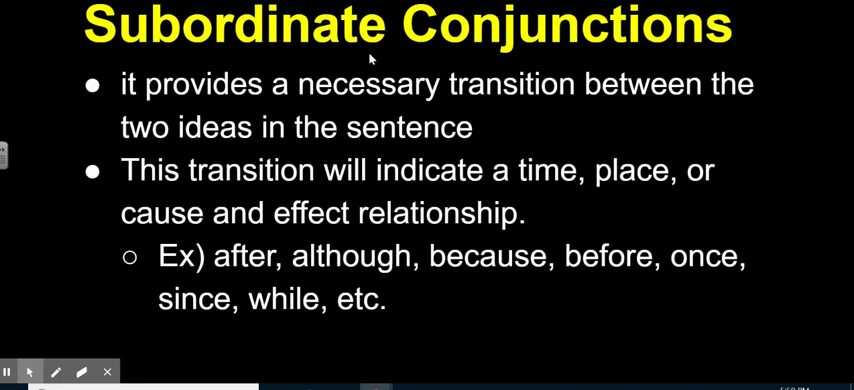 Subordinate Conjunctions
● it provides a necessary transition between the
two ideas in the sentence
● This transition will indicate a time, place, or
cause and effect relationship.
○ Ex) after, although, because, before, once,
since, while, etc.